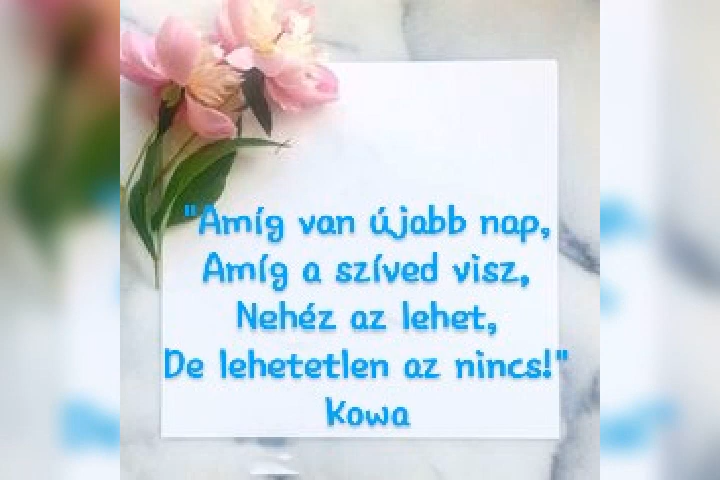 "Amíg van újabb nap,
Amíg a szíved visz,
Nehéz az lehet,
De lehetetlen az nincs!"
Kowa